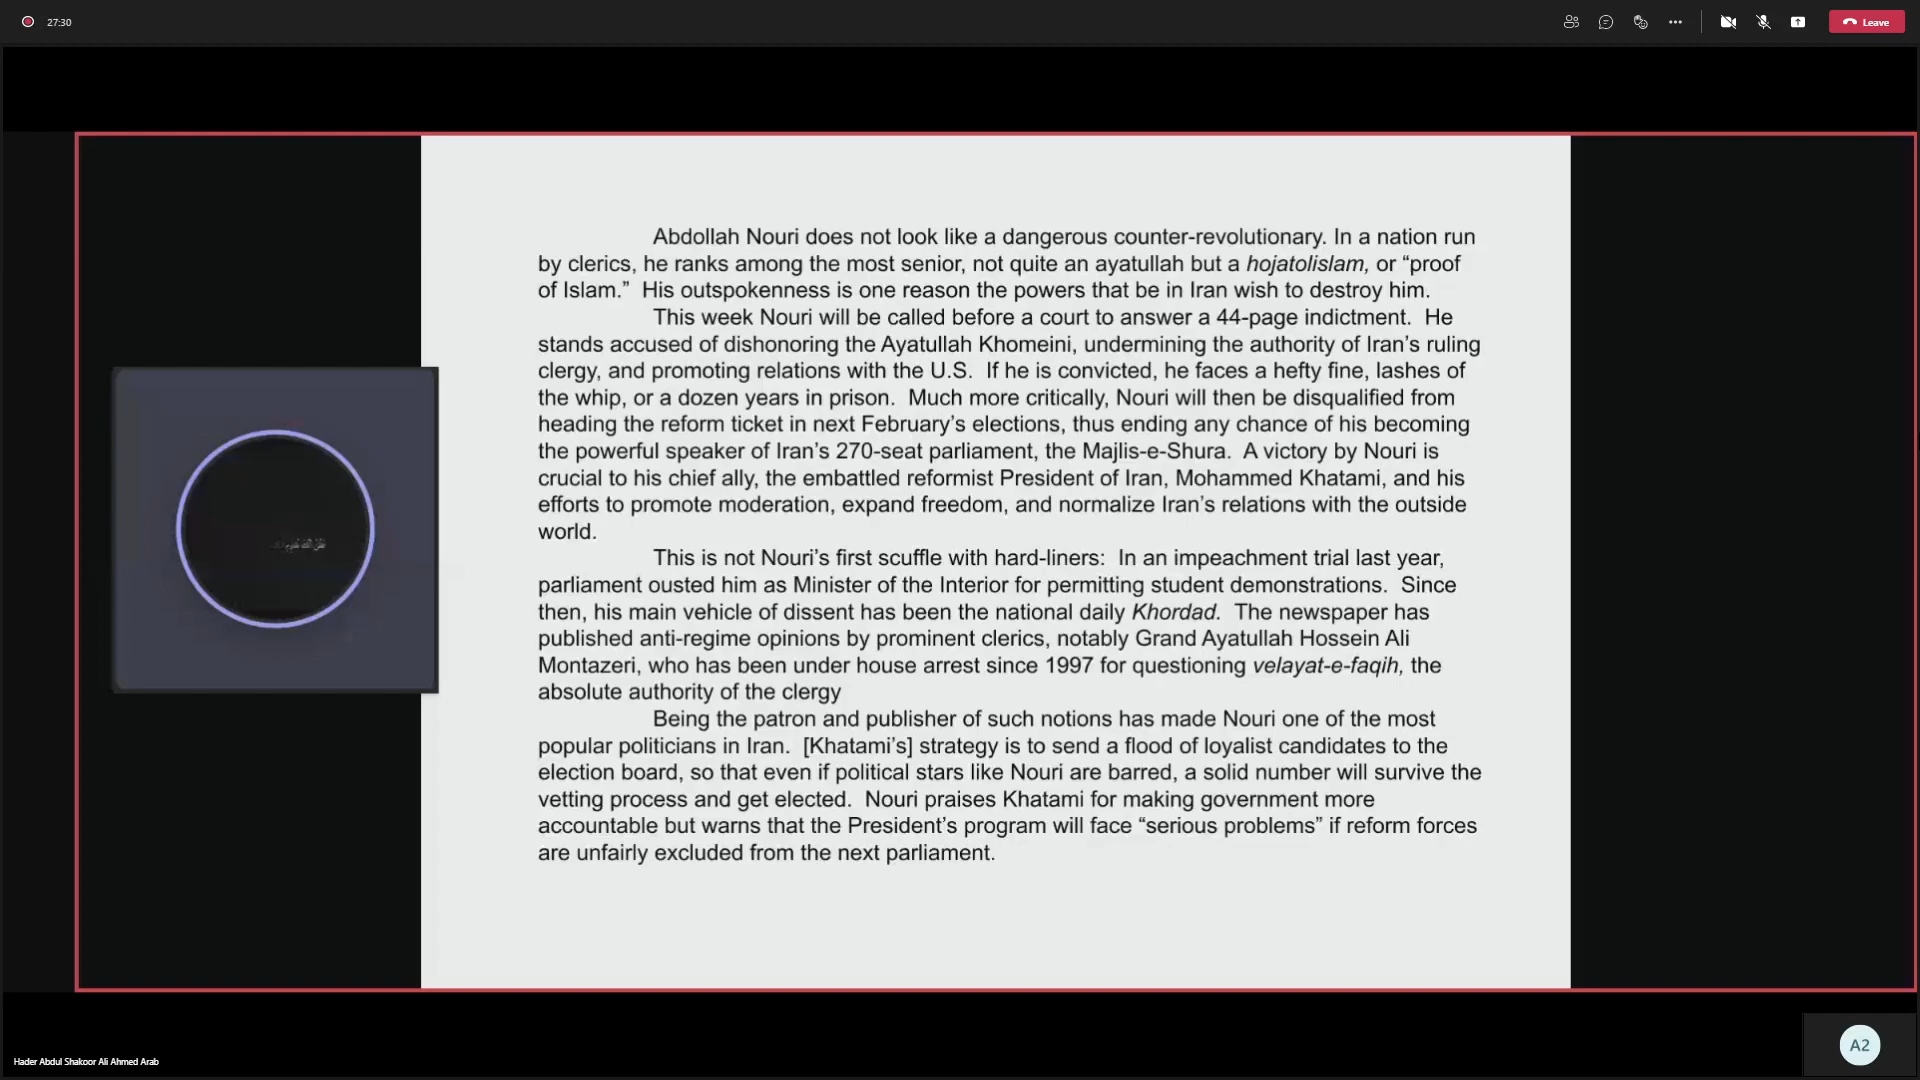 27:30
Leave
Abdollah Nouri does not look like a dangerous counter-revolutionary. In a nation run
by clerics, he ranks among the most senior, not quite an ayatullah but a hojatolislam, or “proof
of Islam.”  His outspokenness is one reason the powers that be in Iran wish to destroy him.
This week Nouri will be called before a court to answer a 44-page indictment.  He
stands accused of dishonoring the Ayatullah Khomeini, undermining the authority of Iran’s ruling
clergy, and promoting relations with the U.S.  If he is convicted, he faces a hefty fine, lashes of
the whip, or a dozen years in prison.  Much more critically, Nouri will then be disqualified from
heading the reform ticket in next February’s elections, thus ending any chance of his becoming
the powerful speaker of Iran’s 270-seat parliament, the Majlis-e-Shura.  A victory by Nouri is
crucial to his chief ally, the embattled reformist President of Iran, Mohammed Khatami, and his
efforts to promote moderation, expand freedom, and normalize Iran’s relations with the outside
world.
This is not Nouri’s first scuffle with hard-liners:  In an impeachment trial last year,
parliament ousted him as Minister of the Interior for permitting student demonstrations.  Since
then, his main vehicle of dissent has been the national daily Khordad.  The newspaper has
published anti-regime opinions by prominent clerics, notably Grand Ayatullah Hossein Ali
Montazeri, who has been under house arrest since 1997 for questioning velayat-e-faqih, the
absolute authority of the clergy
Being the patron and publisher of such notions has made Nouri one of the most
popular politicians in Iran.  [Khatami’s] strategy is to send a flood of loyalist candidates to the
election board, so that even if political stars like Nouri are barred, a solid number will survive the
vetting process and get elected.  Nouri praises Khatami for making government more
accountable but warns that the President’s program will face “serious problems” if reform forces
are unfairly excluded from the next parliament.
Hader Abdul Shakoor Ali Ahmed Arab
A2